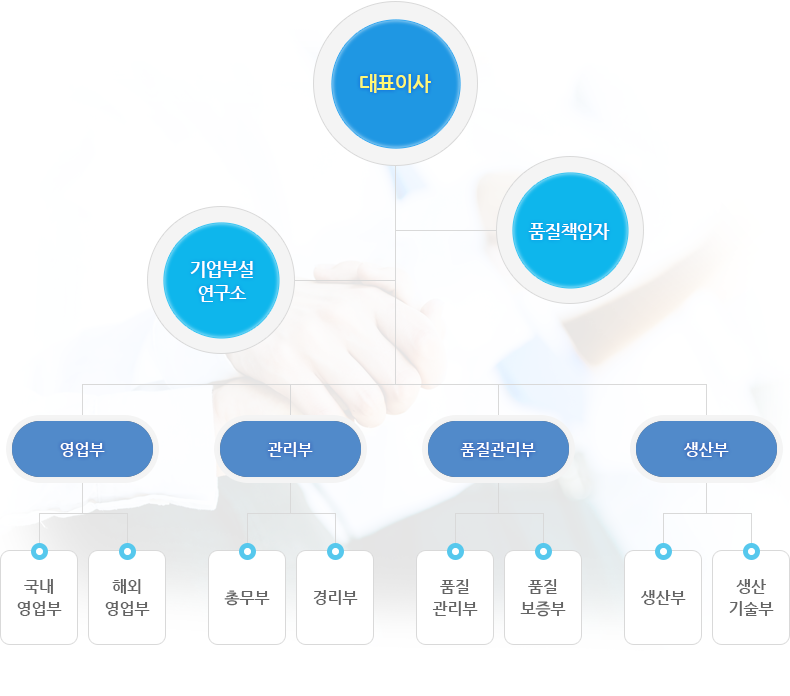 대표이사
품질책임자
기업부설
연구소
영업부
관리부
품질관리부
생산부
국내
영업부
해외
영업부
총무부
경리부
품질
관리부
품질
보증부
생산부
생산
기술부